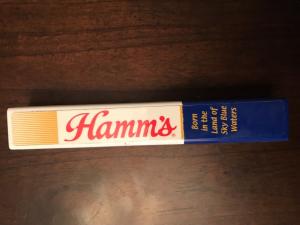 Hamm's
Born
in the
Land of
Sky Blue
Waters